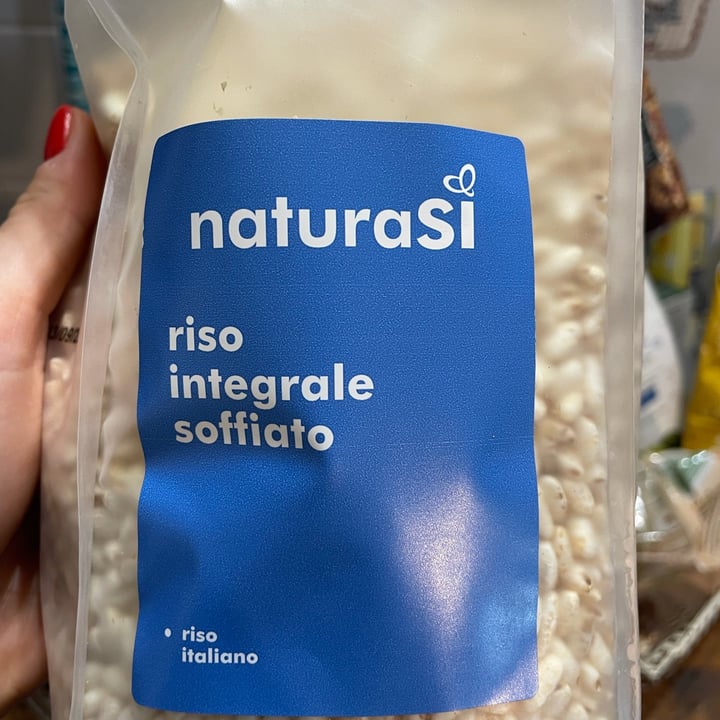 naturaSì
riso
integrale
soffiato
• riso
italiano